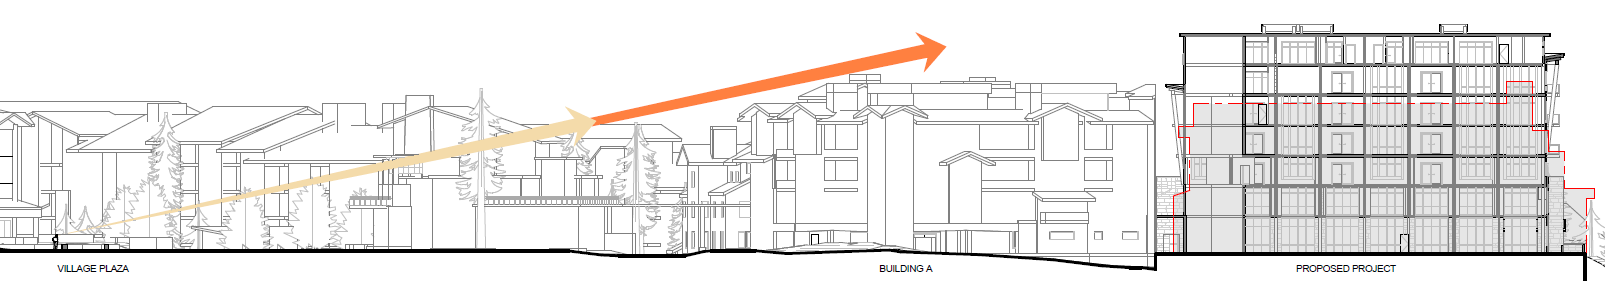 VILLAGE PLAZA
BUILDING A
PROPOSED PROJECT